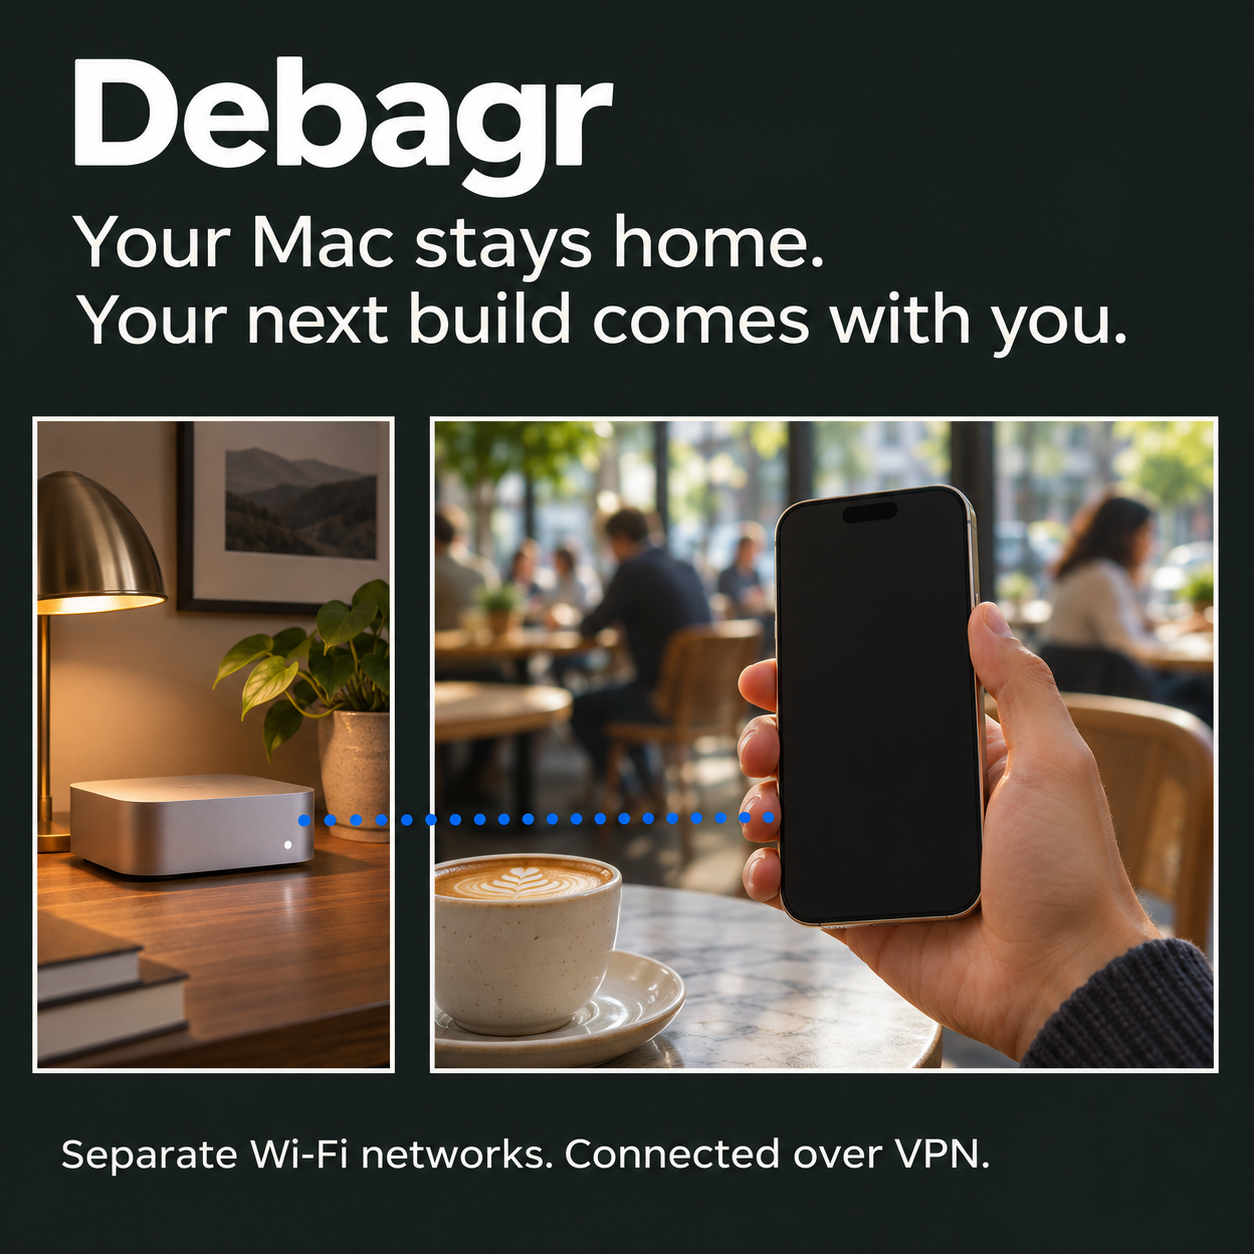 Debagr
Your Mac stays home.
Your next build comes with you.
Separate Wi-Fi networks. Connected over VPN.